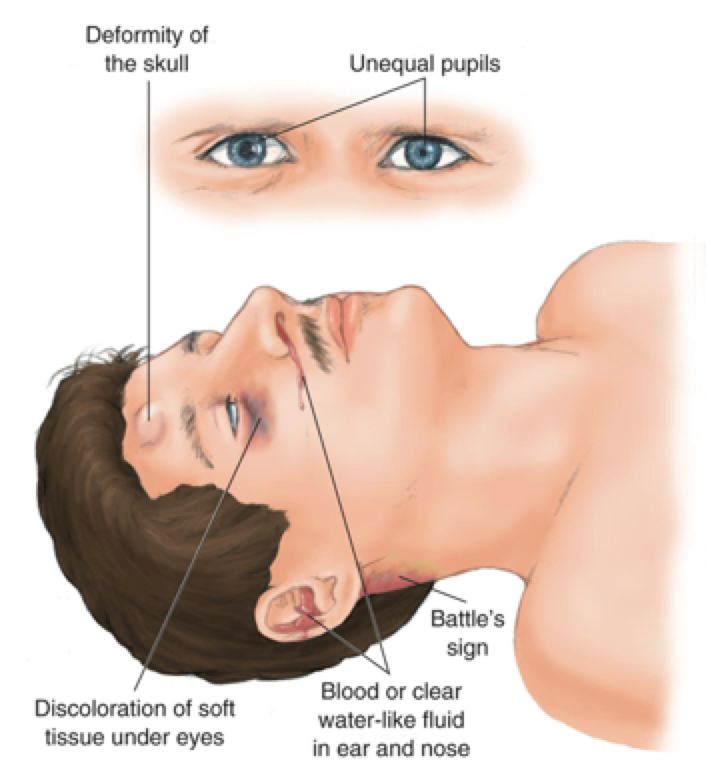 Deformity of
the skull
Unequal pupils
Battle's
sign
Discoloration of soft
tissue under eyes
Blood or clear
water-like fluid
in ear and nose